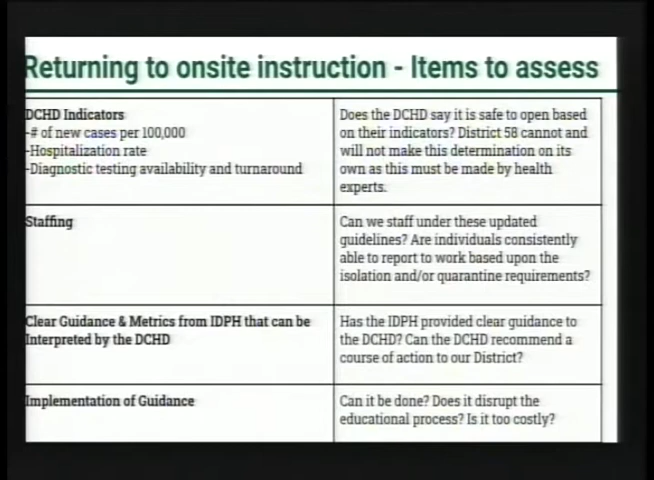 Returning to onsite instruction - Items to assess
DCHD Indicators
-# of new cases per 100,000
-Hospitalization rate
-Diagnostic testing availability and turnaround
Does the DCHD say it is safe to open based
on their indicators? District 58 cannot and
will not make this determination on its
own as this must be made by health
experts.
Staffing
Can we staff under these updated
guidelines? Are individuals consistently
able to report to work based upon the
isolation and/or quarantine requirements?
Clear Guidance & Metrics from IDPH that can be
Interpreted by the DCHD
Has the IDPH provided clear guidance to
the DCHD? Can the DCHD recommend a
course of action to our District?
Implementation of Guidance
Can it be done? Does it disrupt the
educational process? Is it too costly?